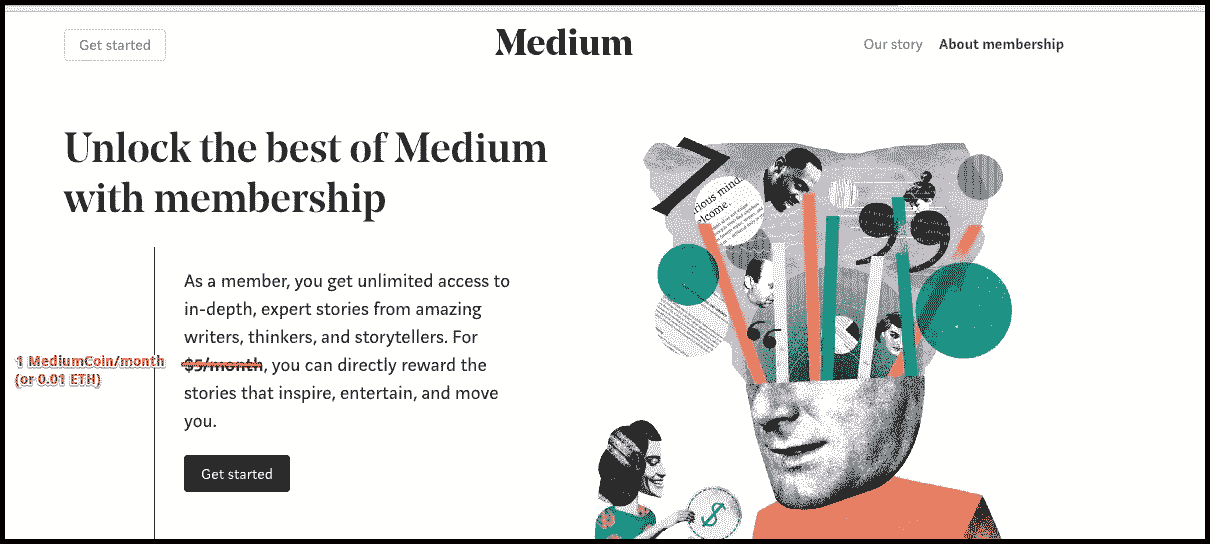 Get started
Medium
Our story
About membership
Unlock the best of Medium
with membership
As a member, you get unlimited access to
in-depth, expert stories from amazing
writers, thinkers, and storytellers. For
$5/month, you can directly reward the
stories that inspire, entertain, and move
you.
1 MediumCoin/month
(or 0.01 ETH)
Get started
$